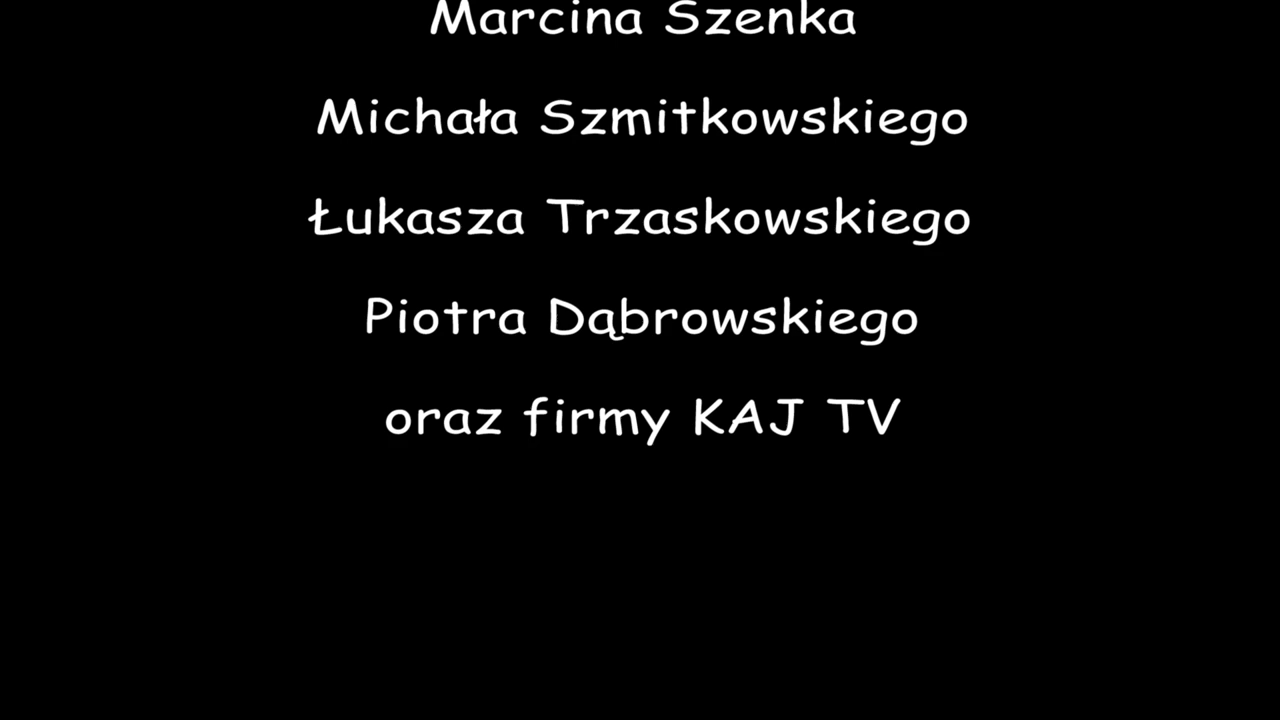 Marcina Szenka
Michała Szmitkowskiego
Łukasza Trzaskowskiego
Piotra Dąbrowskiego
oraz firmy KAJ TV